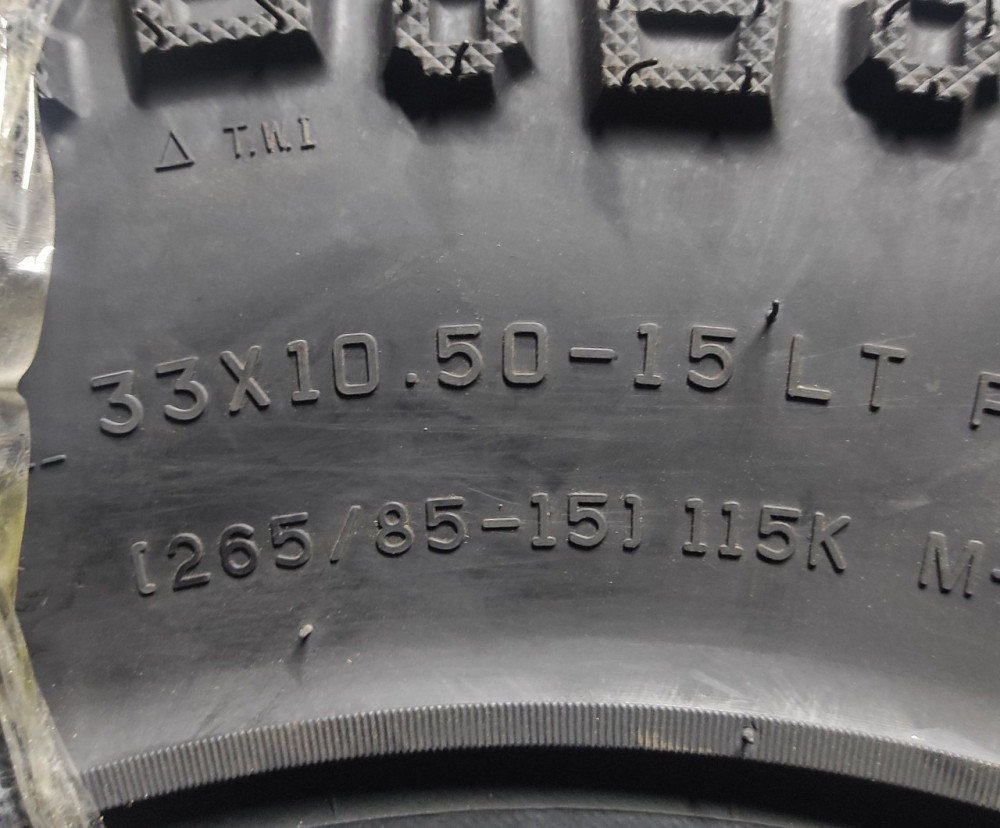 △ T.W.I
33X10.50-15 LT
(265/85-15) 115K M